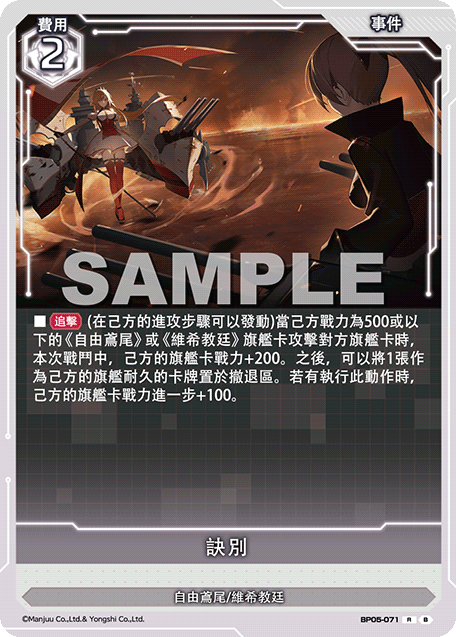 費用
事件
2
SAMPLE
■ 追擊 (在己方的進攻步驟可以發動)當己方戰力為500或以
下的《自由鳶尾》或《維希教廷》旗艦卡攻擊對方旗艦卡時，
本次戰鬥中，己方的旗艦卡戰力+200。之後，可以將1張作
為己方的旗艦耐久的卡牌置於撤退區。若有執行此動作時，
己方的旗艦卡戰力進一步+100。
訣別
自由鳶尾/維希教廷
©Manjuu Co.,Ltd.& Yongshi Co.,Ltd.
BP05-071 R B